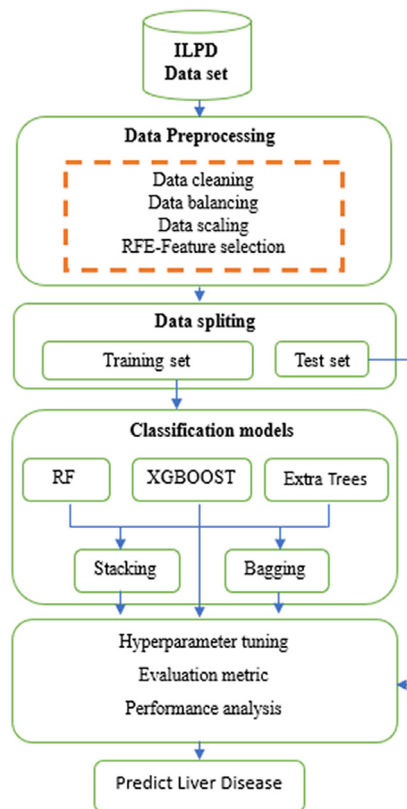 ILPD
Data set
Data Preprocessing
Data cleaning
Data balancing
Data scaling
RFE-Feature selection
Data spliting
Training set
Test set
Classification models
RF
XGBOOST
Extra Trees
Stacking
Bagging
Hyperparameter tuning
Evaluation metric
Performance analysis
Predict Liver Disease